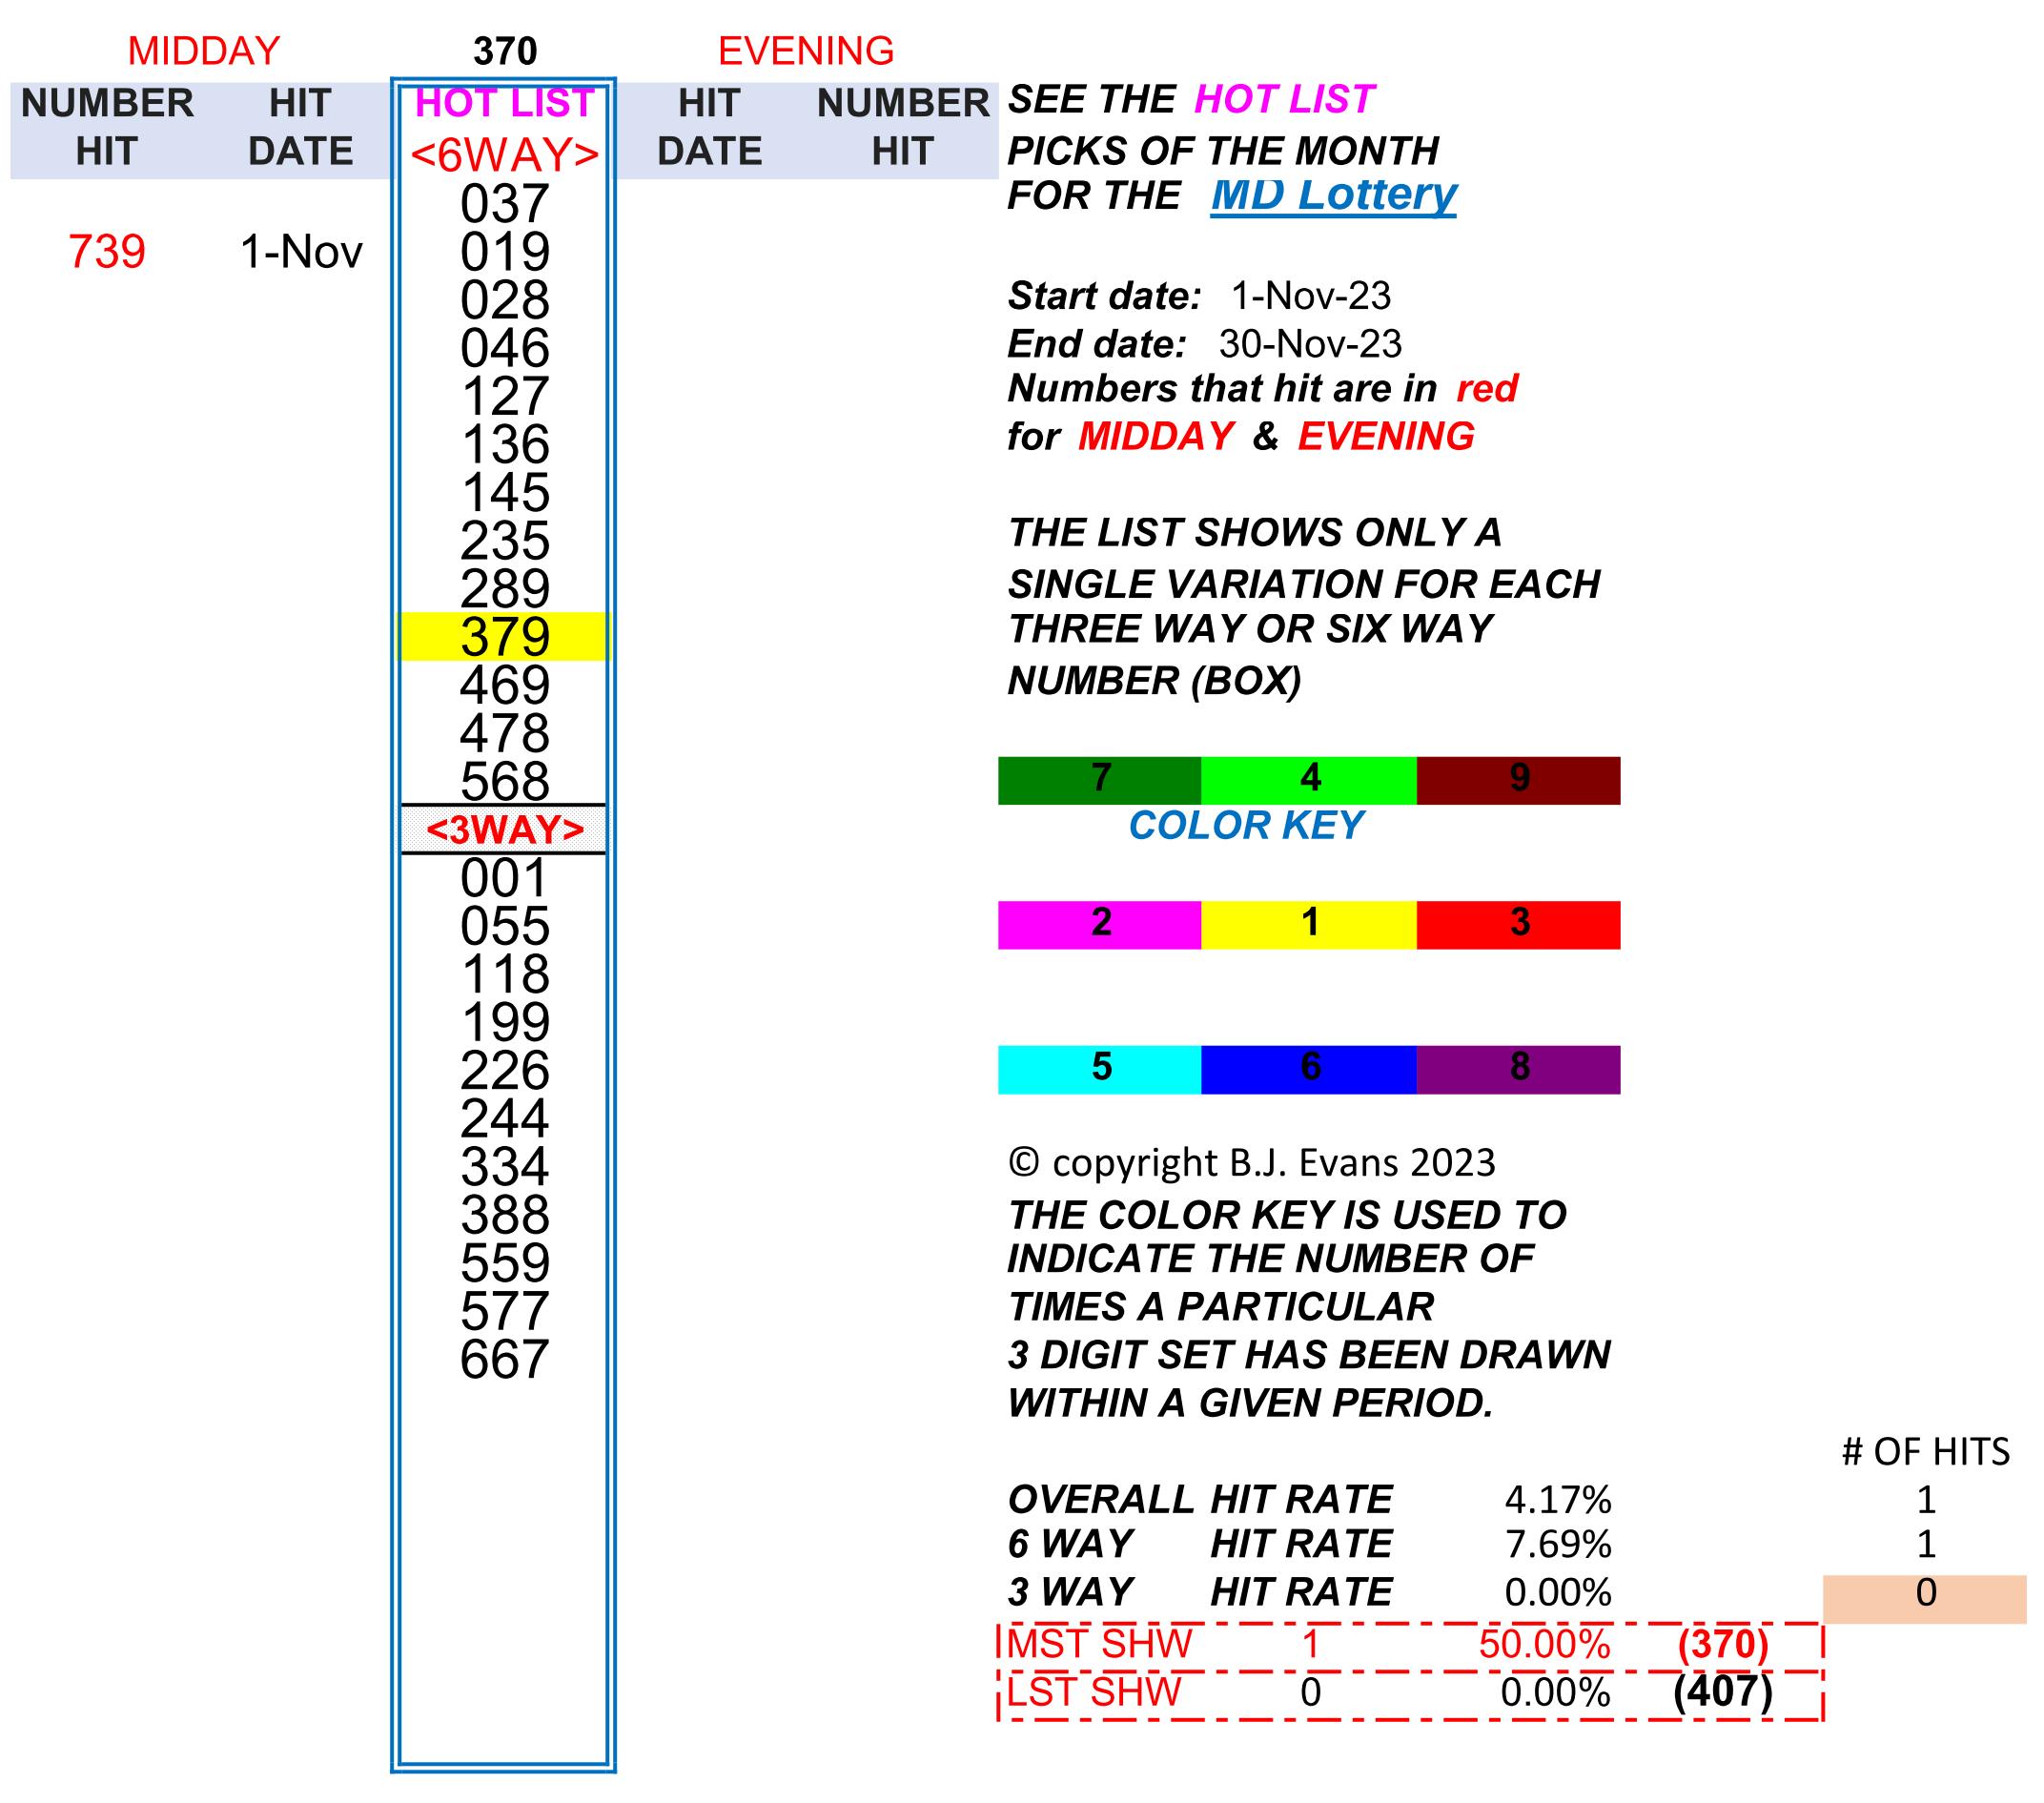 MIDDAY 370 EVENING
NUMBER HIT HOT LIST HIT NUMBER SEE THE HOT LIST
HIT DATE <6WAY> DATE HIT PICKS OF THE MONTH
037 FOR THE MD Lottery
739 1-Nov 019
028 Start date: 1-Nov-23
046 End date: 30-Nov-23
127 Numbers that hit are in red
136 for MIDDAY & EVENING
145
235 THE LIST SHOWS ONLY A
289 SINGLE VARIATION FOR EACH
379 THREE WAY OR SIX WAY
469 NUMBER (BOX)
478
568 7 4 9
<3WAY> COLOR KEY
001
055 2 1 3
118
199
226 5 6 8
244
334 © copyright B.J. Evans 2023
388 THE COLOR KEY IS USED TO
559 INDICATE THE NUMBER OF
577 TIMES A PARTICULAR
667 3 DIGIT SET HAS BEEN DRAWN
WITHIN A GIVEN PERIOD.
# OF HITS
OVERALL HIT RATE 4.17% 1
6 WAY HIT RATE 7.69% 1
3 WAY HIT RATE 0.00% 0
MST SHW 1 50.00% (370)
LST SHW 0 0.00% (407)